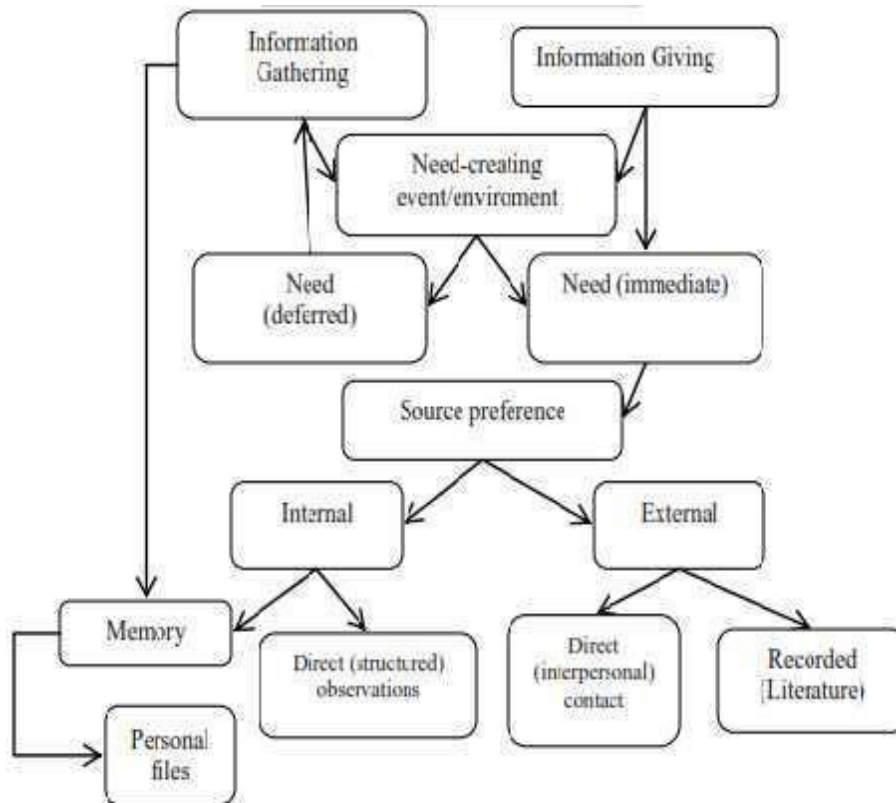 Information
Gathering
Information Giving
Need-creating
event/enviroment
Need
(deferred)
Need (immediate)
Source preference
Internal
External
Memory
Direct (structured)
observations
Direct
(interpersonal)
contact
Recorded
(Literature)
Personal
files